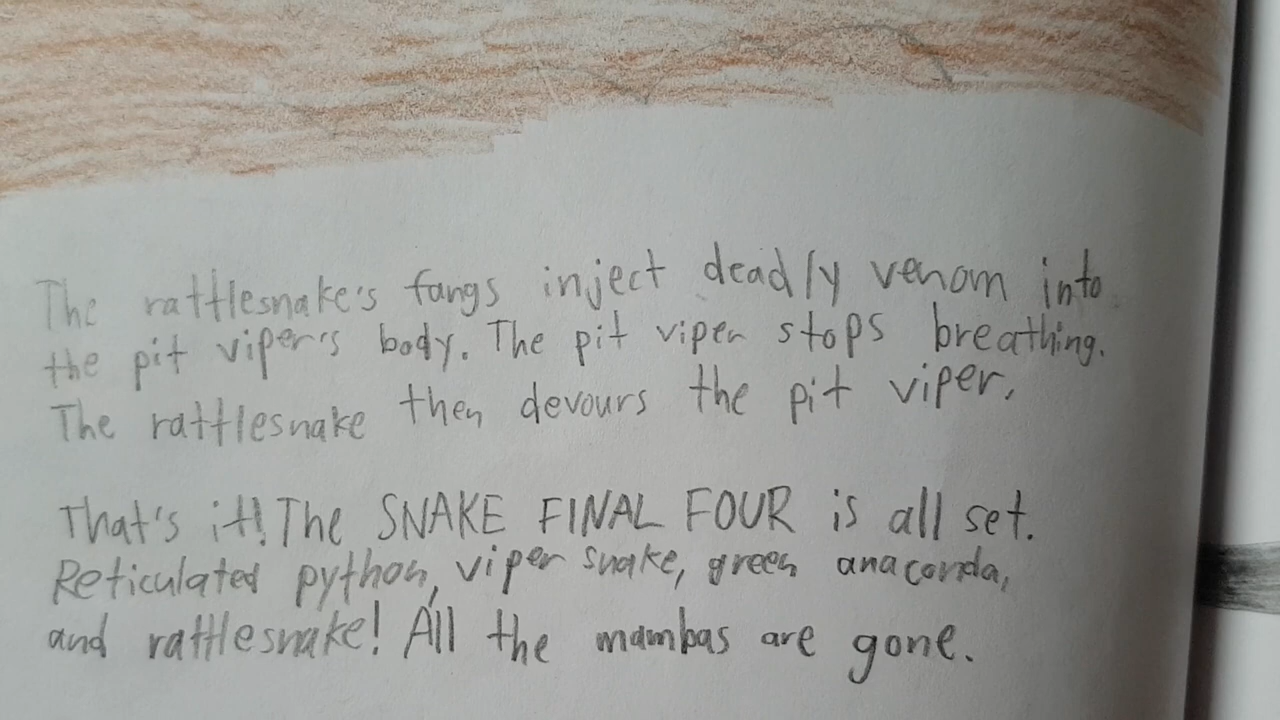 The rattlesnake's fangs inject deadly venom into
the pit viper's body. The pit viper stops breathing.
The rattlesnake then devours the pit viper.
That's it! The SNAKE FINAL FOUR is all set.
Reticulated python, viper snake, green anaconda,
and rattlesnake! All the mambas are gone.